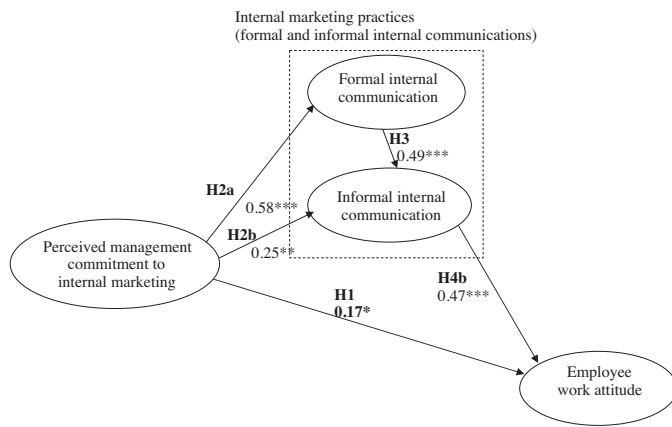 Internal marketing practices
(formal and informal internal communications)
Formal internal
communication
H3
0.49***
H2a
0.58***
Informal internal
communication
H2b
0.25**
Perceived management
commitment to
internal marketing
H4b
0.47***
H1
0.17*
Employee
work attitude